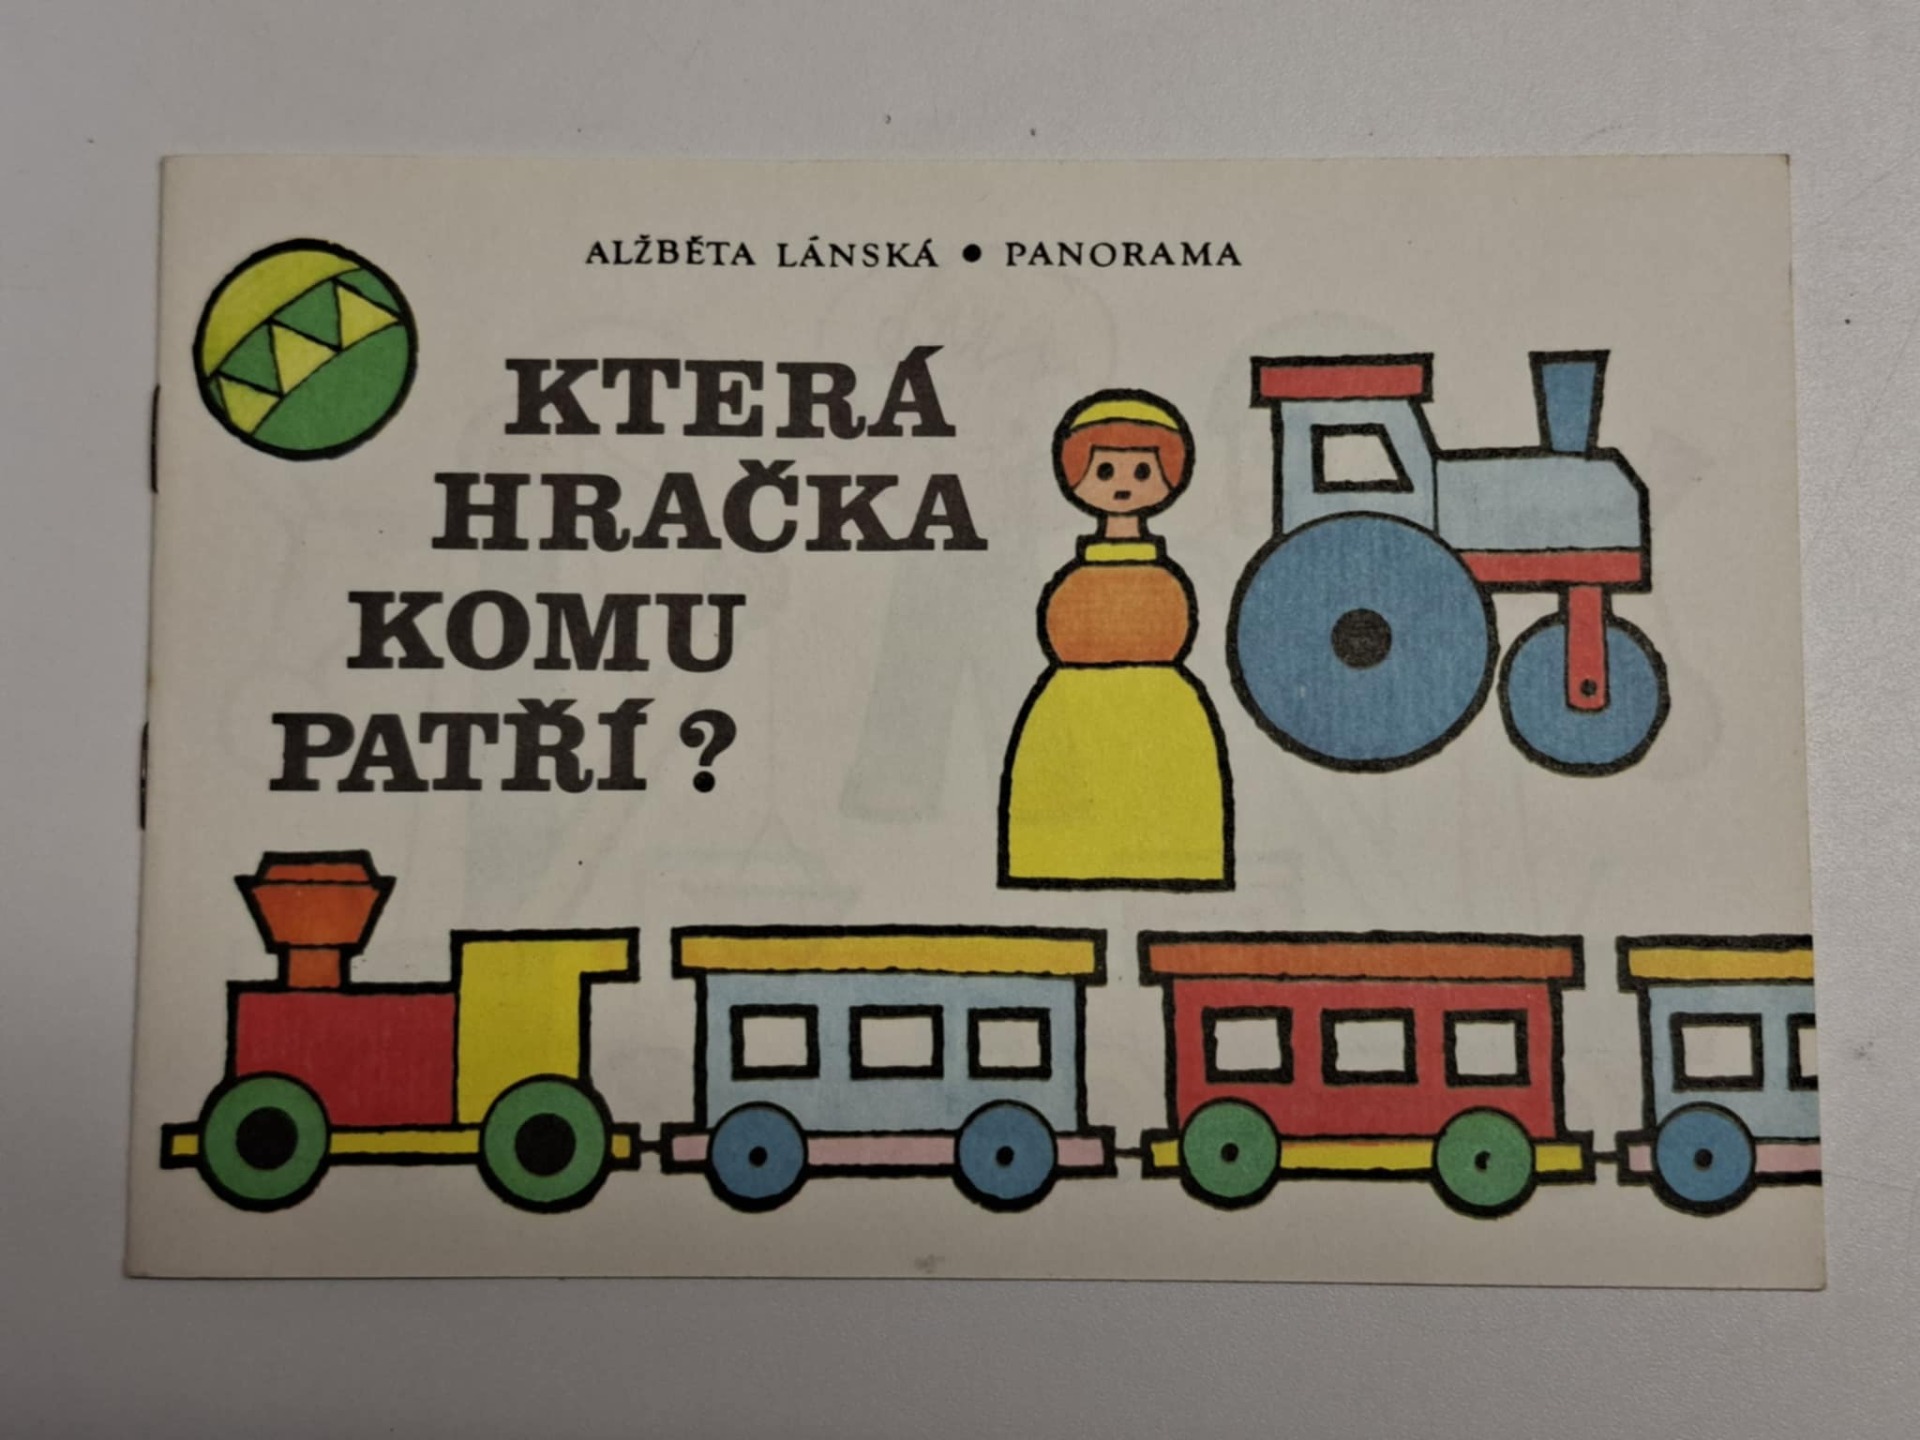 ALŽBĚTA LÁNSKÁ • PANORAMA
KTERÁ
HRAČKA
KOMU
PATŘÍ?